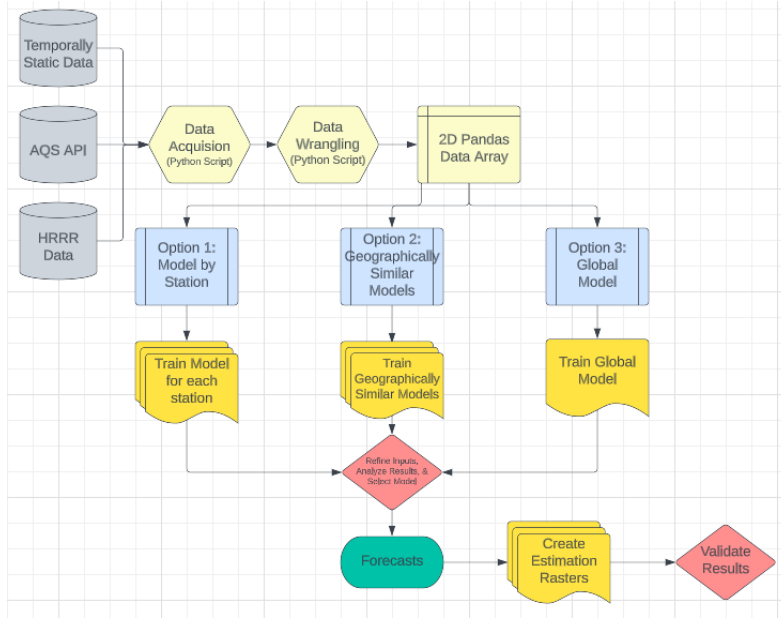 Temporally
Static Data
AQS API
HRRR
Data
Data
Acquision
(Python Script)
Data
Wrangling
(Python Script)
2D Pandas
Data Array
Option 1:
Model by
Station
Option 2:
Geographically
Similar
Models
Option 3:
Global
Model
Train Model
for each
station
Train
Geographically
Similar Models
Train Global
Model
Refine Inputs,
Analyze Results, &
Select Model
Forecasts
Create
Estimation
Rasters
Validate
Results